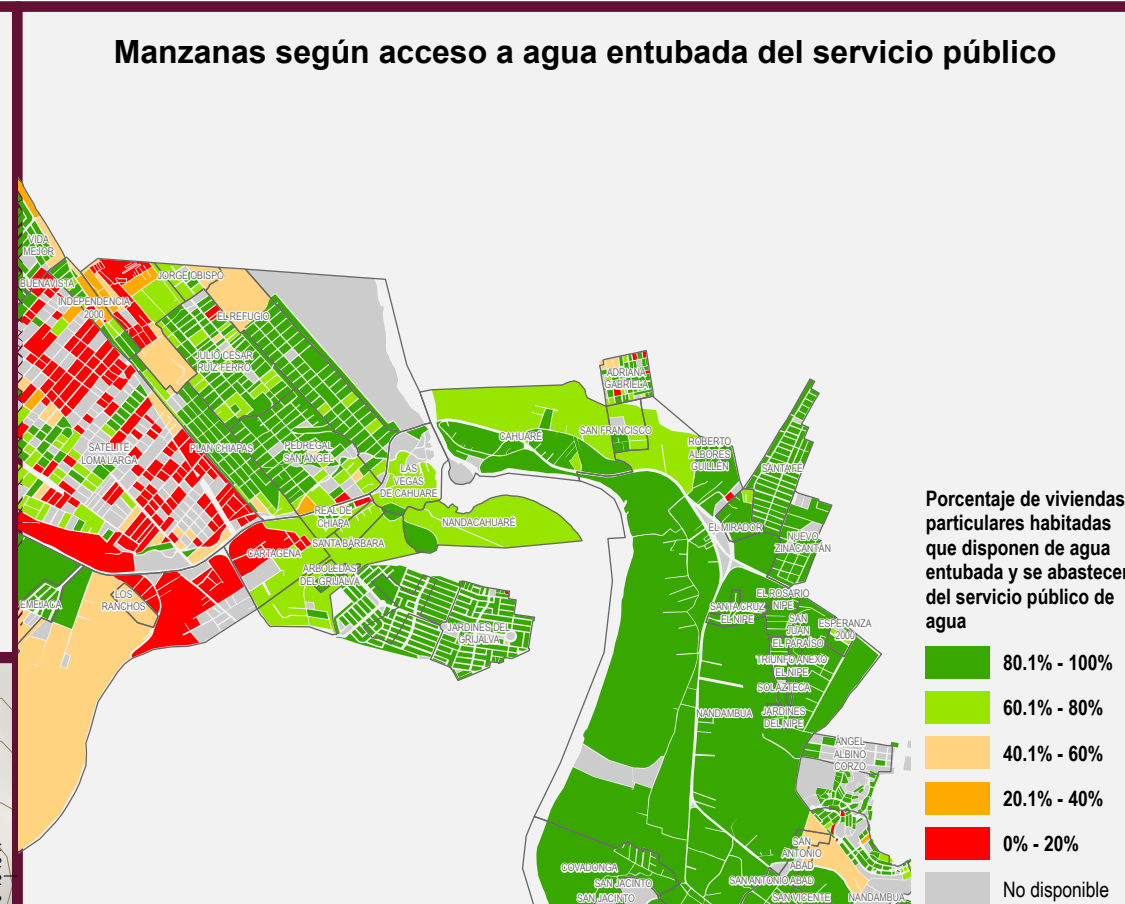 Manzanas según acceso a agua entubada del servicio público
VIDA
MEJOR
BUENAVISTA
INDEPENDENCIA
2000
JORGE OBISPO
EL REFUGIO
JULIO CÉSAR
RUIZ FERRO
SATÉLITE
LOMA LARGA
PLAN CHIAPAS
PEDREGAL
SAN ÁNGEL
LAS
VEGAS
DE CAHUARÉ
REAL DE
CHIAPA
SANTA BÁRBARA
NANDACAHUARÉ
CARTAGENA
ARBOLEDAS
DEL GRIJALVA
LOS
RANCHOS
JARDINES DEL
GRIJALVA
CAHUARÉ
ADRIANA
GABRIELA
SAN FRANCISCO
ROBERTO
ALBORES
GUILLÉN
SANTA FE
EL MIRADOR
NUEVO
ZINACANTÁN
EL ROSARIO
NIPE
SANTA CRUZ
EL NIPE
SAN
JUAN
EL PARAÍSO
ESPERANZA
2000
TRIUNFO ANEXO
EL NIPE
SOL AZTECA
NANDAMBUA
JARDINES
DEL NIPE
ÁNGEL
ALBINO
CORZO
SAN
ANTONIO
ABAD
COVADONGA
SAN JACINTO
SAN JACINTO
SAN ANTONIO ABAD
SAN VICENTE
NANDAMBUA
Porcentaje de viviendas
particulares habitadas
que disponen de agua
entubada y se abastecen
del servicio público de
agua
80.1% - 100%
60.1% - 80%
40.1% - 60%
20.1% - 40%
0% - 20%
No disponible